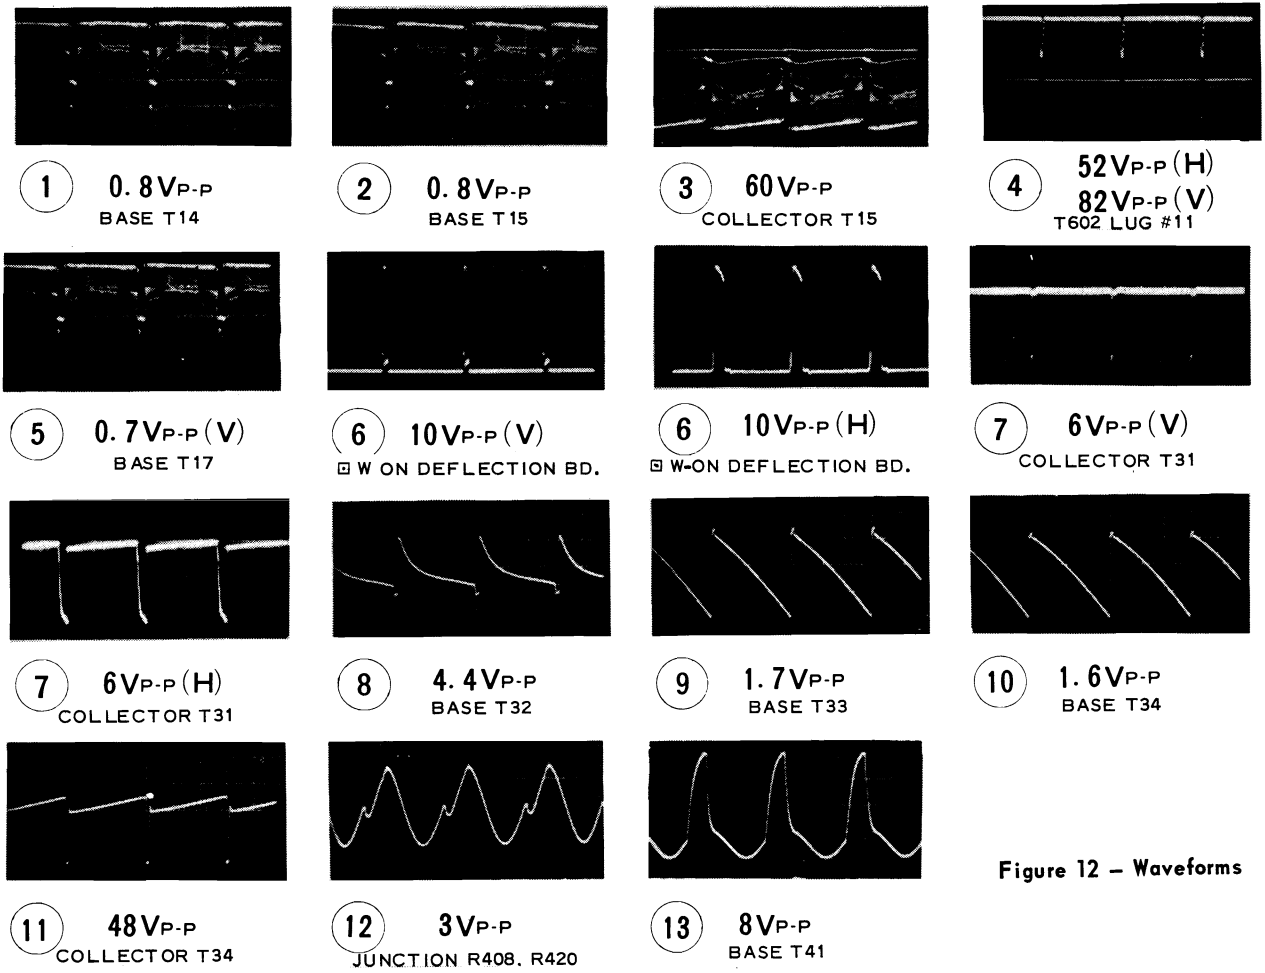 1 0.8VP-P
BASE T14
2 0.8VP-P
BASE T15
3 60VP-P
COLLECTOR T15
4 52VP-P (H)
82VP-P (V)
T602 LUG #11
5 0.7VP-P (V)
BASE T17
6 10VP-P (V)
⊡ W ON DEFLECTION BD.
6 10VP-P (H)
⊡ W-ON DEFLECTION BD.
7 6VP-P (V)
COLLECTOR T31
7 6VP-P (H)
COLLECTOR T31
8 4.4VP-P
BASE T32
9 1.7VP-P
BASE T33
10 1.6VP-P
BASE T34
11 48VP-P
COLLECTOR T34
12 3VP-P
JUNCTION R408, R420
13 8VP-P
BASE T41
Figure 12 – Waveforms